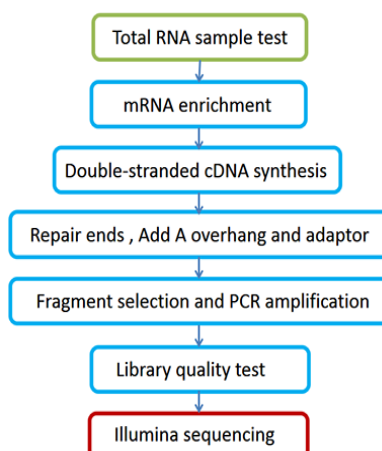 Total RNA sample test
mRNA enrichment
Double-stranded cDNA synthesis
Repair ends , Add A overhang and adaptor
Fragment selection and PCR amplification
Library quality test
Illumina sequencing